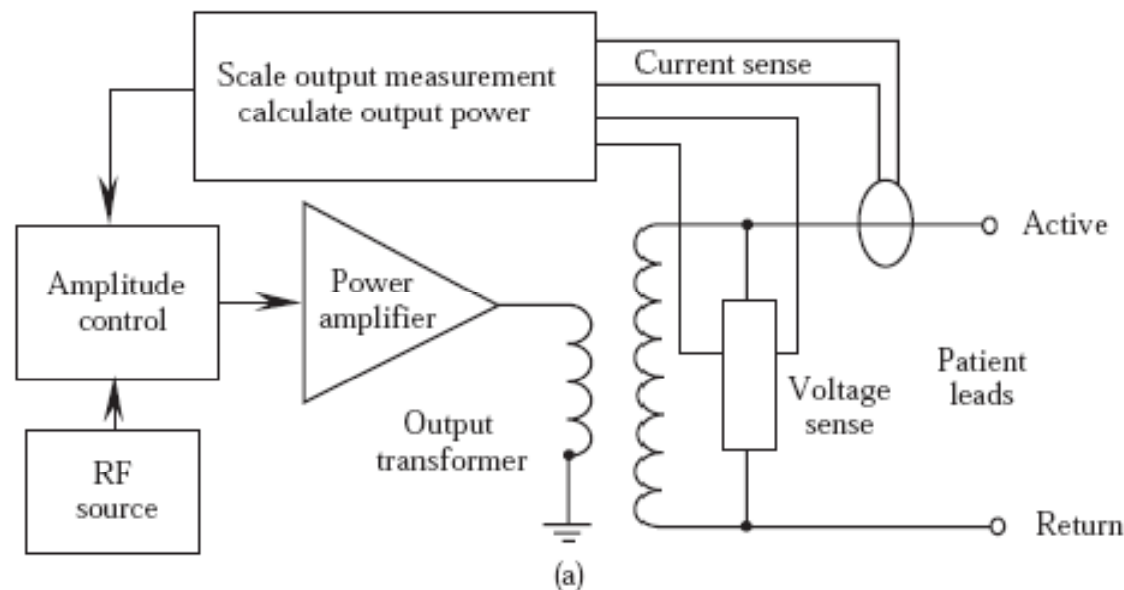 Scale output measurement
calculate output power
Current sense
Active
Amplitude
control
Power
amplifier
Patient
leads
Voltage
sense
Output
transformer
RF
source
Return
(a)